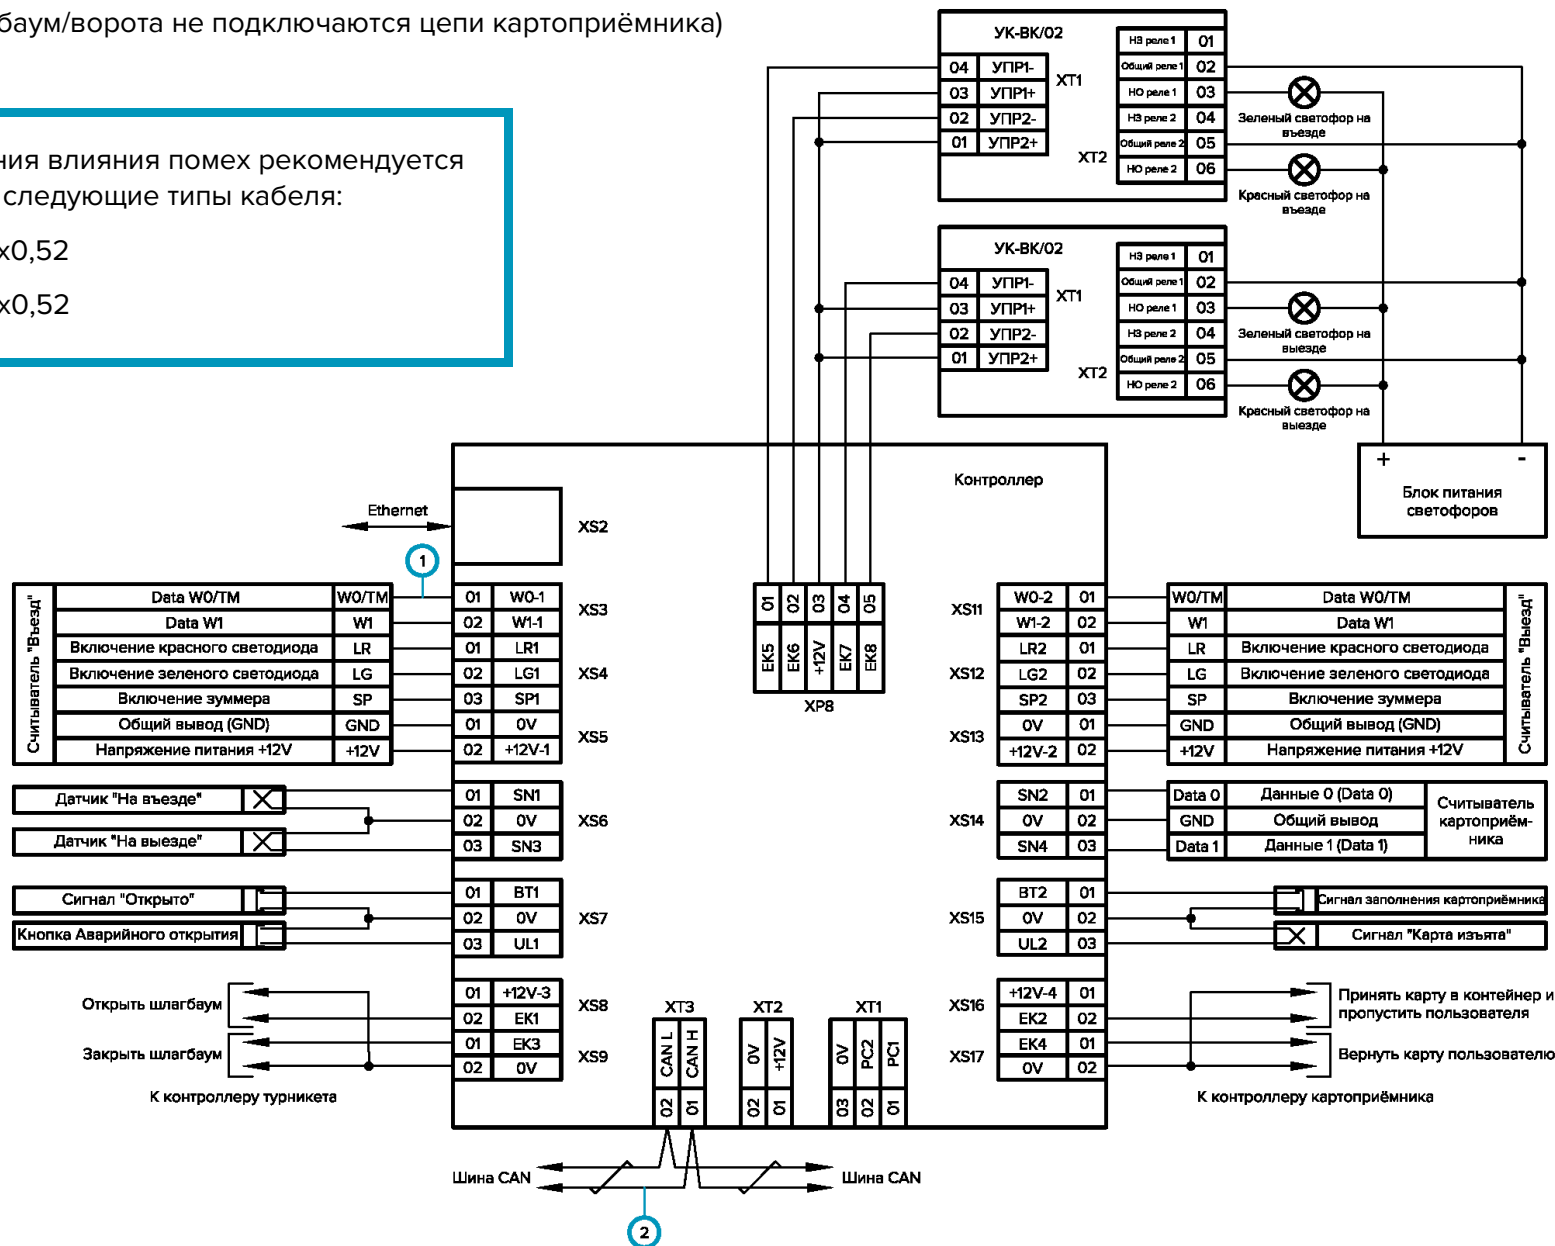 баум/ворота не подключаются цепи картоприёмника)
ния влияния помех рекомендуется
следующие типы кабеля:
x0,52
x0,52
УК-ВК/02
04 УПР1-
03 УПР1+
02 УПР2-
01 УПР2+
XT1
XT2
НЗ реле 1 01
Общий реле 1 02
НО реле 1 03
НЗ реле 2 04
Общий реле 2 05
НО реле 2 06
Зеленый светофор на
въезде
Красный светофор на
въезде
УК-ВК/02
04 УПР1-
03 УПР1+
02 УПР2-
01 УПР2+
XT1
XT2
НЗ реле 1 01
Общий реле 1 02
НО реле 1 03
НЗ реле 2 04
Общий реле 2 05
НО реле 2 06
Зеленый светофор на
выезде
Красный светофор на
выезде
+ -
Блок питания
светофоров
Контроллер
Ethernet
XS2
1
Считыватель "Въезд"
Data W0/TM W0/TM 01 W0-1
Data W1 W1 02 W1-1
XS3
Включение красного светодиода LR 01 LR1
Включение зеленого светодиода LG 02 LG1
Включение зуммера SP 03 SP1
XS4
Общий вывод (GND) GND 01 0V
Напряжение питания +12V +12V 02 +12V-1
XS5
Датчик "На въезде"
Датчик "На выезде"
01 SN1
02 0V
03 SN3
XS6
Сигнал "Открыто"
Кнопка Аварийного открытия
01 BT1
02 0V
03 UL1
XS7
Открыть шлагбаум
01 +12V-3
02 EK1
XS8
Закрыть шлагбаум
01 EK3
02 0V
XS9
К контроллеру турникета
01 02 03 04 05
EK5 EK6 +12V EK7 EK8
XP8
XS11
W0-2 01 W0/TM Data W0/TM
W1-2 02 W1 Data W1
XS12
LR2 01 LR Включение красного светодиода
LG2 02 LG Включение зеленого светодиода
SP2 03 SP Включение зуммера
XS13
0V 01 GND Общий вывод (GND)
+12V-2 02 +12V Напряжение питания +12V
Считыватель "Выезд"
XS14
SN2 01 Data 0 Данные 0 (Data 0)
0V 02 GND Общий вывод
SN4 03 Data 1 Данные 1 (Data 1)
Считыватель
картоприём-
ника
XS15
BT2 01
0V 02
UL2 03
Сигнал заполнения картоприёмника
Сигнал "Карта изъята"
XS16
+12V-4 01
EK2 02
Принять карту в контейнер и
пропустить пользователя
XS17
EK4 01
0V 02
Вернуть карту пользователю
К контроллеру картоприёмника
XT3
CAN L CAN H
02 01
XT2
0V +12V
02 01
XT1
0V PC2 PC1
03 02 01
Шина CAN
Шина CAN
2